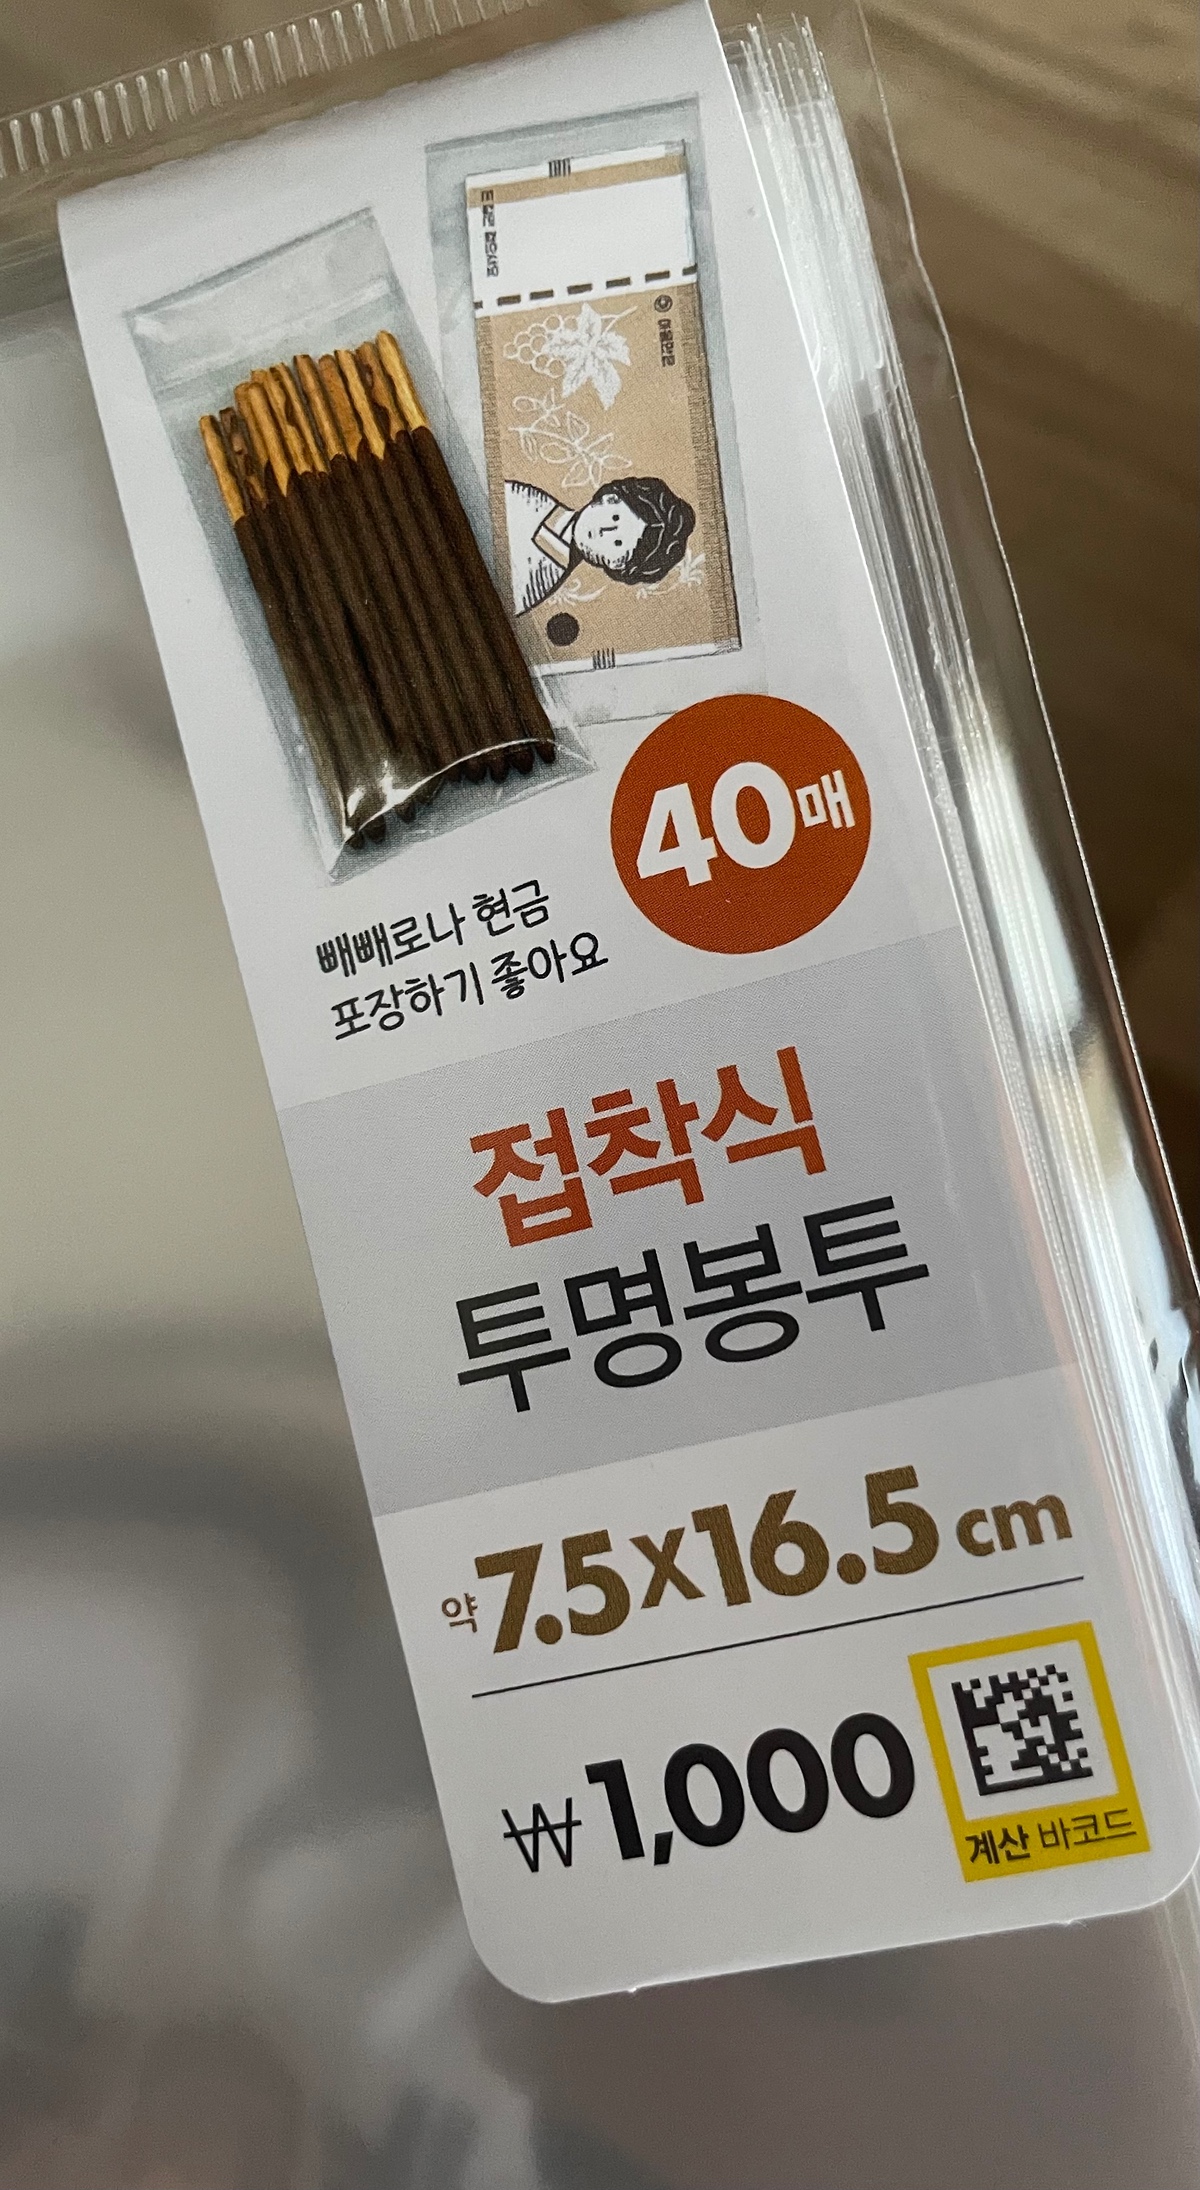 40매
빼빼로나 현금
포장하기 좋아요
접착식
투명봉투
약 7.5x16.5 cm
₩1,000
계산 바코드